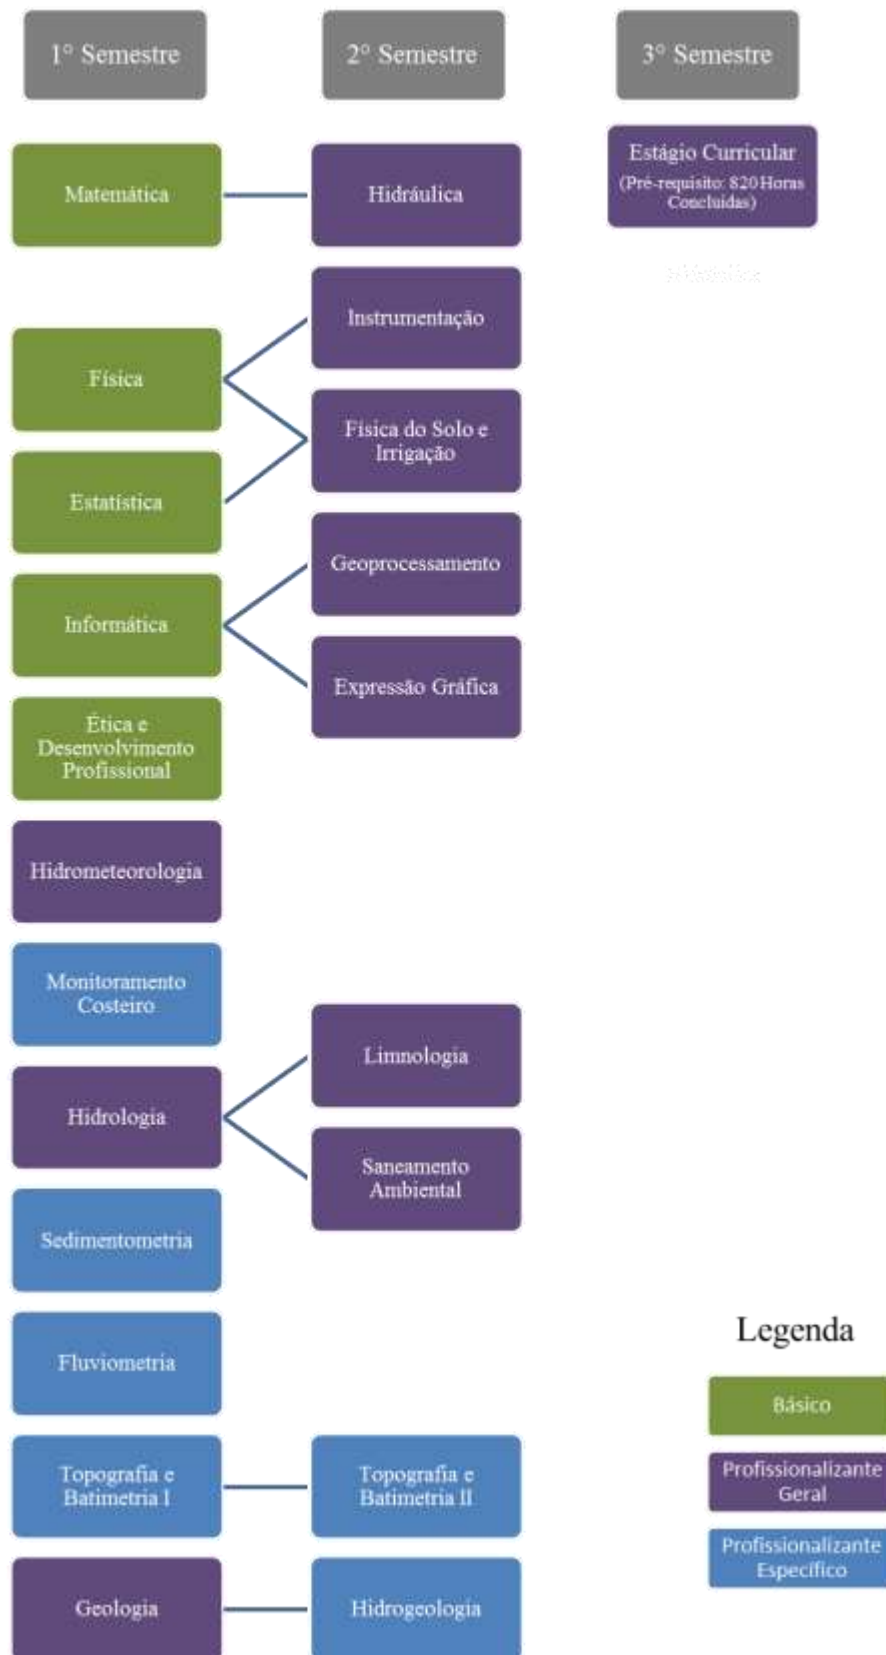 1° Semestre
2° Semestre
3° Semestre
Matemática
Hidráulica
Estágio Curricular
(Pré-requisito: 820 Horas
Concluídas)
Instrumentação
Física
Física do Solo e
Irrigação
Estatística
Geoprocessamento
Informática
Expressão Gráfica
Ética e
Desenvolvimento
Profissional
Hidrometeorologia
Monitoramento
Costeiro
Limnologia
Hidrologia
Saneamento
Ambiental
Sedimentometria
Fluviometria
Topografia e
Batimetria I
Topografia e
Batimetria II
Geologia
Hidrogeologia
Legenda
Básico
Profissionalizante
Geral
Profissionalizante
Específico